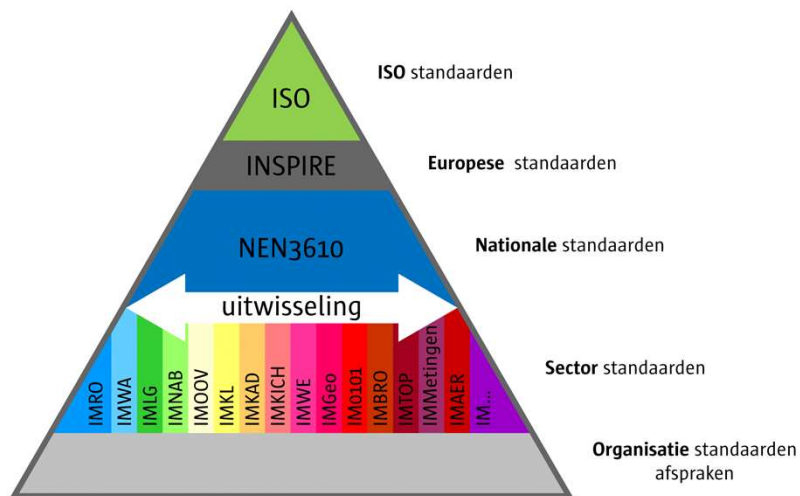 ISO
ISO standaarden
INSPIRE
Europese standaarden
NEN3610
Nationale standaarden
uitwisseling
IMRO
IMWA
IMLG
IMNAB
IMOOV
IMKL
IMKAD
IMKICH
IMWE
IMGeo
IM0101
IMBRO
IMTOP
IMMetingen
IMAER
IM...
Sector standaarden
Organisatie standaarden
afspraken